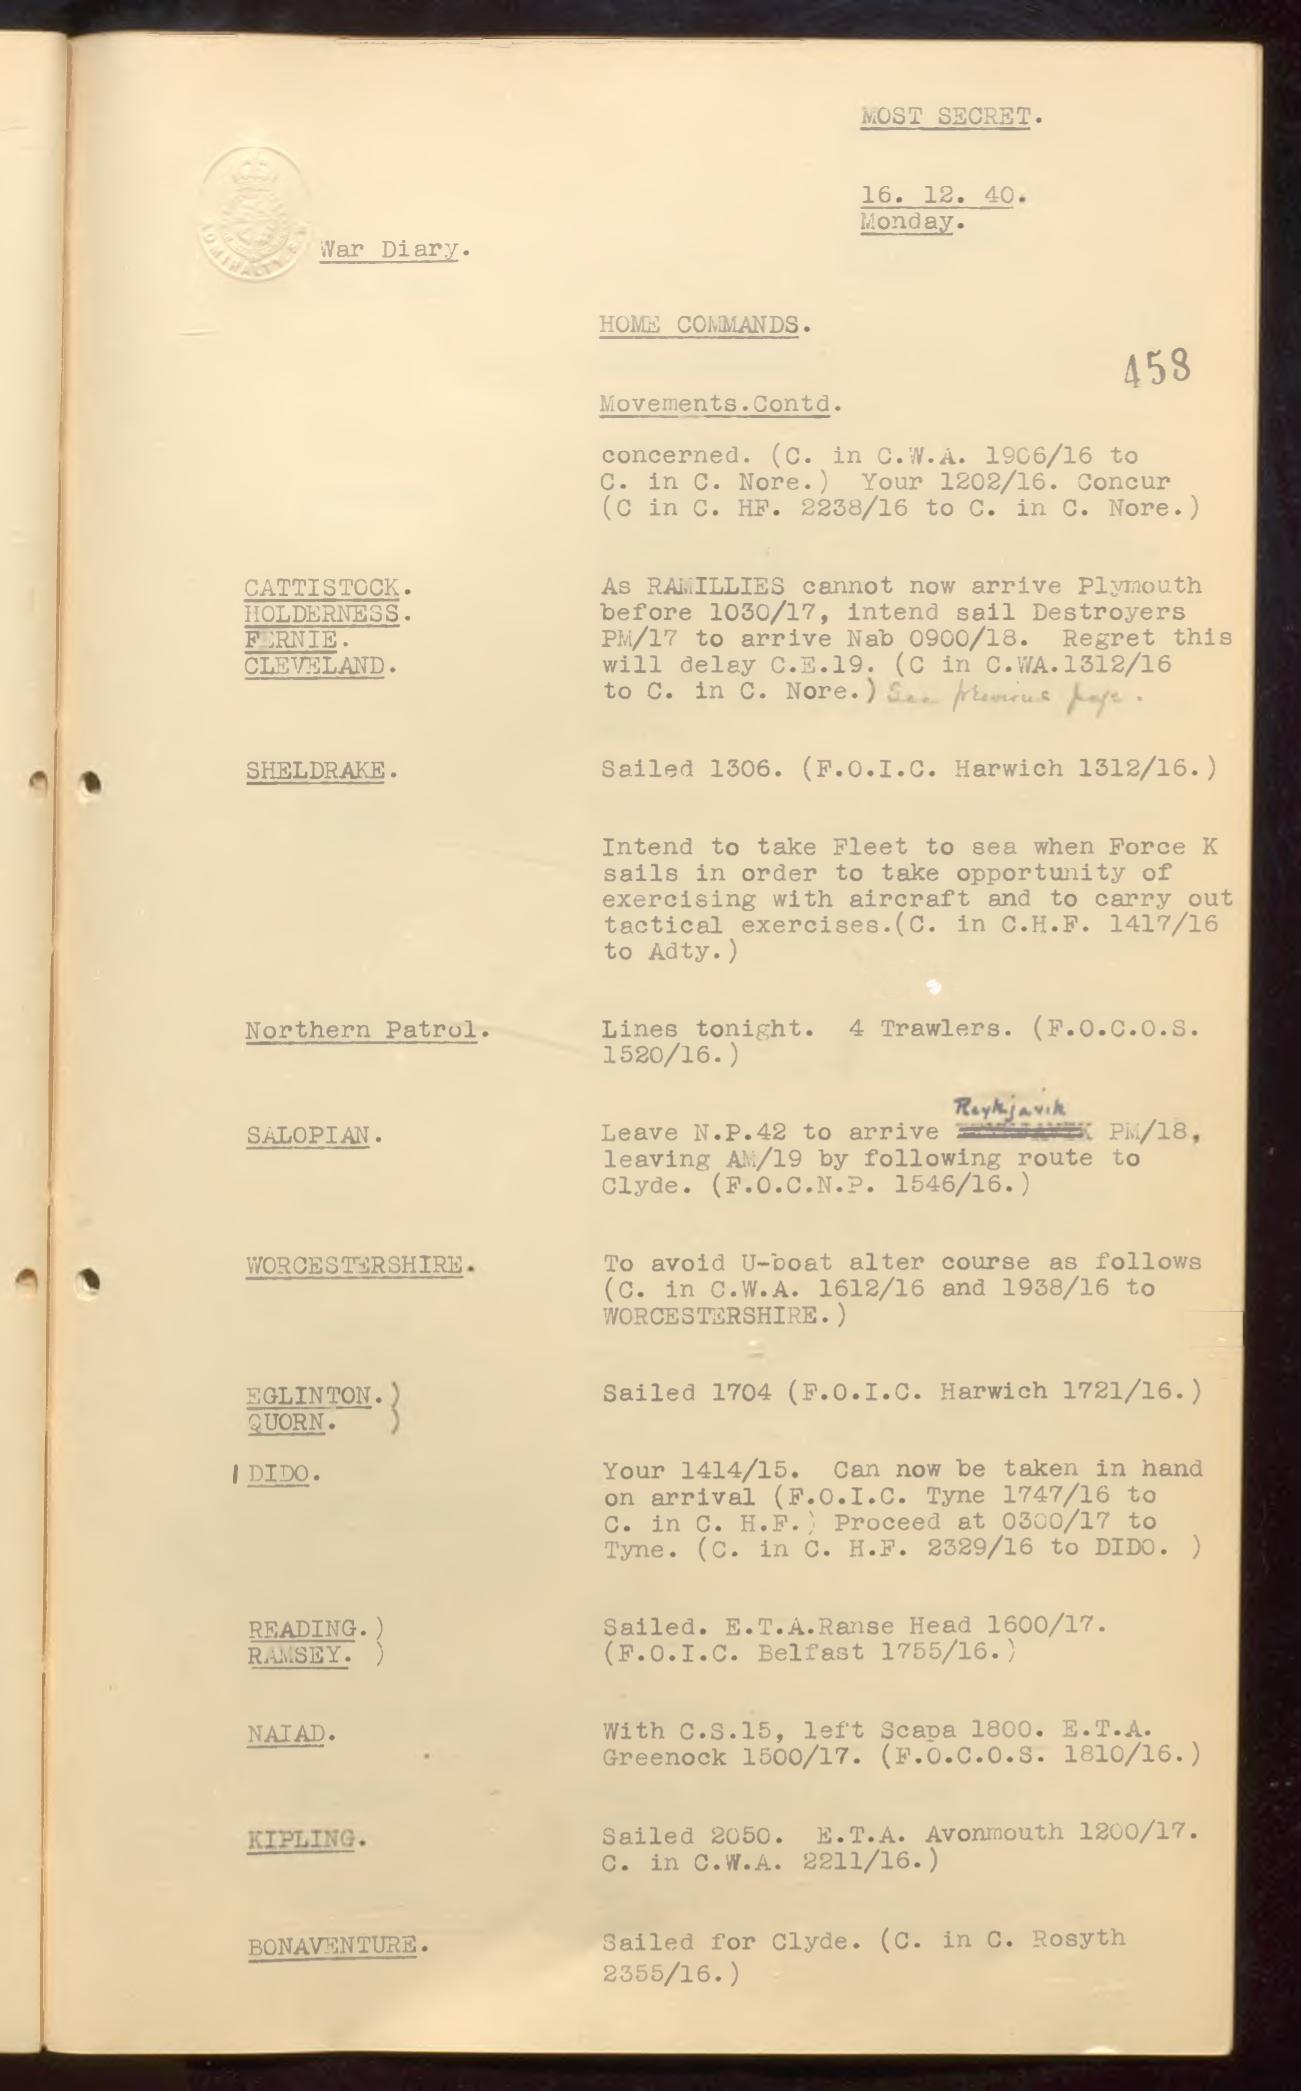 MOST SECRET.
16. 12. 40.
Monday.
War Diary.
HOME COMMANDS.
458
Movements.Contd.
concerned. (C. in C.W.A. 1906/16 to
C. in C. Nore.) Your 1202/16. Concur
(C in C. HF. 2238/16 to C. in C. Nore.)
CATTISTOCK.
HOLDERNESS.
FERNIE.
CLEVELAND.
As RAMILLIES cannot now arrive Plymouth
before 1030/17, intend sail Destroyers
PM/17 to arrive Nab 0900/18. Regret this
will delay C.E.19. (C in C.WA.1312/16
to C. in C. Nore.) See previous page.
SHELDRAKE.
Sailed 1306. (F.O.I.C. Harwich 1312/16.)
Intend to take Fleet to sea when Force K
sails in order to take opportunity of
exercising with aircraft and to carry out
tactical exercises.(C. in C.H.F. 1417/16
to Adty.)
Northern Patrol.
Lines tonight. 4 Trawlers. (F.O.C.O.S.
1520/16.)
SALOPIAN.
Reykjavik
Leave N.P.42 to arrive PM/18,
leaving AM/19 by following route to
Clyde. (F.O.C.N.P. 1546/16.)
WORCESTERSHIRE.
To avoid U-boat alter course as follows
(C. in C.W.A. 1612/16 and 1938/16 to
WORCESTERSHIRE.)
EGLINTON.)
QUORN. )
Sailed 1704 (F.O.I.C. Harwich 1721/16.)
DIDO.
Your 1414/15. Can now be taken in hand
on arrival (F.O.I.C. Tyne 1747/16 to
C. in C. H.F.) Proceed at 0300/17 to
Tyne. (C. in C. H.F. 2329/16 to DIDO. )
READING.)
RAMSEY. )
Sailed. E.T.A.Ranse Head 1600/17.
(F.O.I.C. Belfast 1755/16.)
NAIAD.
With C.S.15, left Scapa 1800. E.T.A.
Greenock 1500/17. (F.O.C.O.S. 1810/16.)
KIPLING.
Sailed 2050. E.T.A. Avonmouth 1200/17.
C. in C.W.A. 2211/16.)
BONAVENTURE.
Sailed for Clyde. (C. in C. Rosyth
2355/16.)